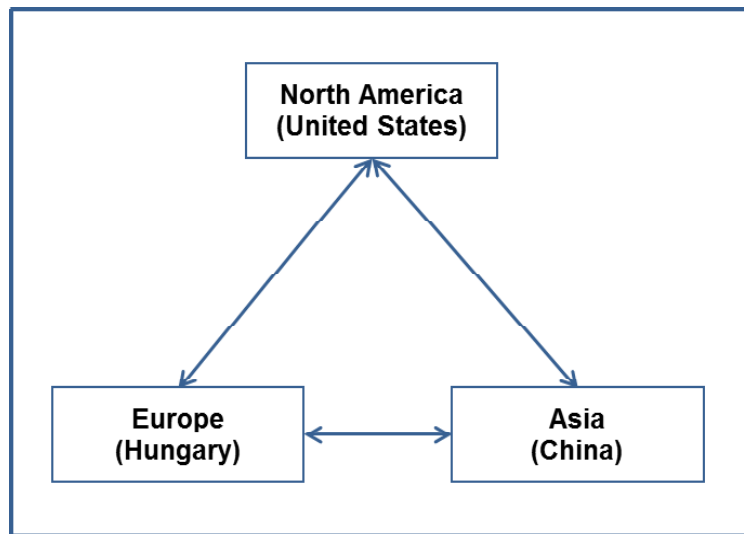 North America
(United States)
Europe
(Hungary)
Asia
(China)